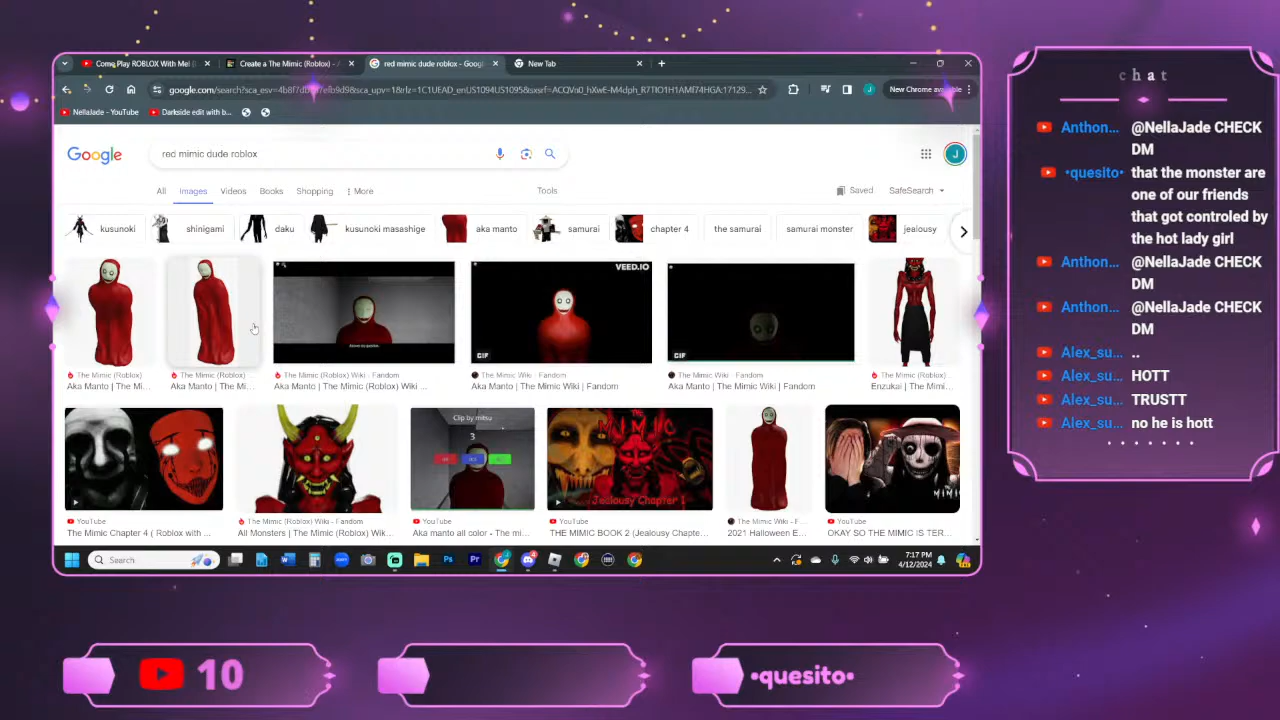 Come Play ROBLOX With Me! (
Create a The Mimic (Roblox) -
red mimic dude roblox - Goog
New Tab
New Chrome available
NellaJade - YouTube
Darkside edit with b...
Google
red mimic dude roblox
All
Images
Videos
Books
Shopping
More
Tools
Saved
SafeSearch
kusunoki
shinigami
daku
kusunoki masashige
aka manto
samurai
chapter 4
the samurai
samurai monster
jealousy
VEED.IO
GIF
GIF
The Mimic (Roblox)
Aka Manto | The Mi...
The Mimic (Roblox)
Aka Manto | The Mi...
The Mimic (Roblox) Wiki - Fandom
Aka Manto | The Mimic (Roblox) Wiki ...
The Mimic Wiki - Fandom
Aka Manto | The Mimic Wiki | Fandom
The Mimic Wiki - Fandom
Aka Manto | The Mimic Wiki | Fandom
The Mimic (Roblox)
Enzukai | The Mimi...
Clip by mitsu
3
MIMIC
Jealousy Chapter 1
YouTube
The Mimic Chapter 4 ( Roblox with ...
The Mimic (Roblox) Wiki - Fandom
All Monsters | The Mimic (Roblox) Wik...
YouTube
Aka manto all color - The mi...
YouTube
THE MIMIC BOOK 2 (Jealousy Chapte...
The Mimic Wiki - F...
2021 Halloween E...
YouTube
OKAY SO THE MIMIC IS TER...
Search
7:17 PM
4/12/2024
chat
Anthon... @NellaJade CHECK
DM
•quesito• that the monster are
one of our friends
that got controled by
the hot lady girl
Anthon... @NellaJade CHECK
DM
Anthon... @NellaJade CHECK
DM
Alex_su... ..
Alex_su... HOTT
Alex_su... TRUSTT
Alex_su... no he is hott
10
•quesito•